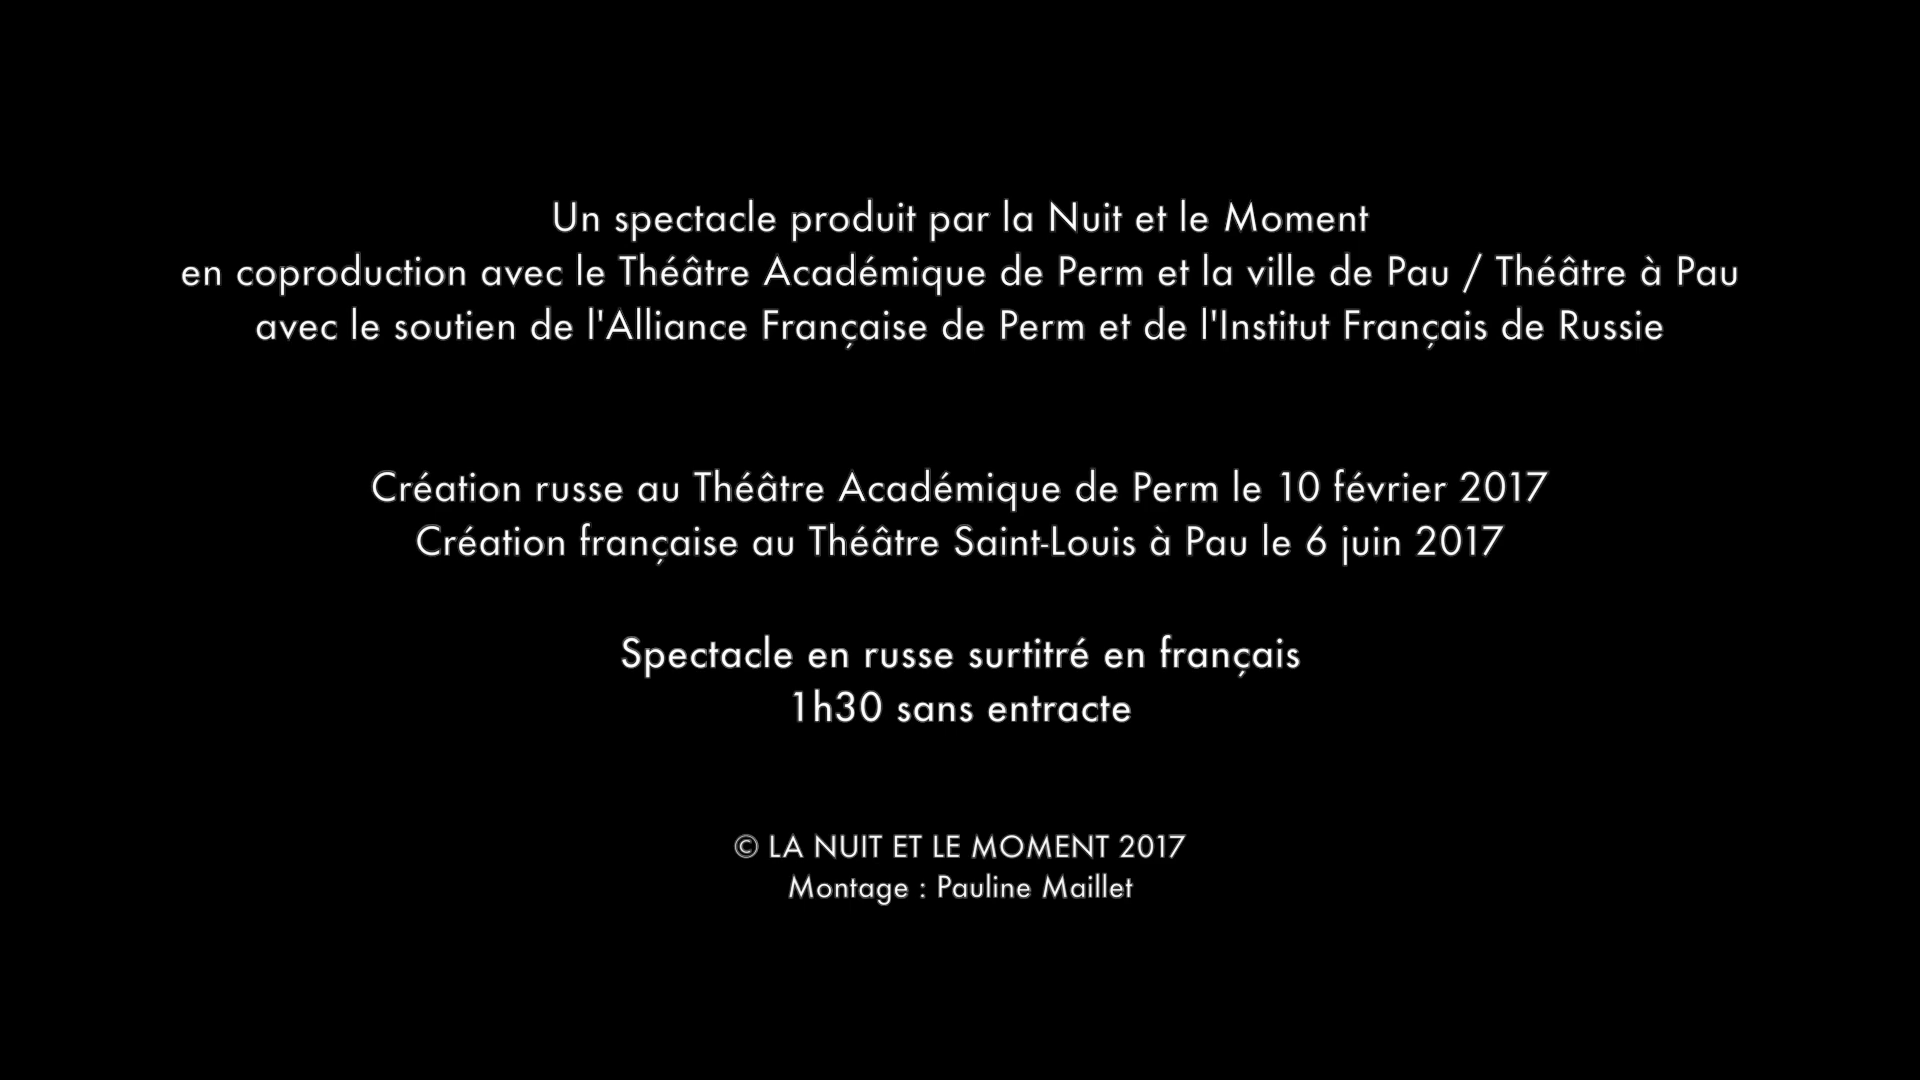 Un spectacle produit par la Nuit et le Moment
en coproduction avec le Théâtre Académique de Perm et la ville de Pau / Théâtre à Pau
avec le soutien de l'Alliance Française de Perm et de l'Institut Français de Russie
Création russe au Théâtre Académique de Perm le 10 février 2017
Création française au Théâtre Saint-Louis à Pau le 6 juin 2017
Spectacle en russe surtitré en français
1h30 sans entracte
© LA NUIT ET LE MOMENT 2017
Montage : Pauline Maillet